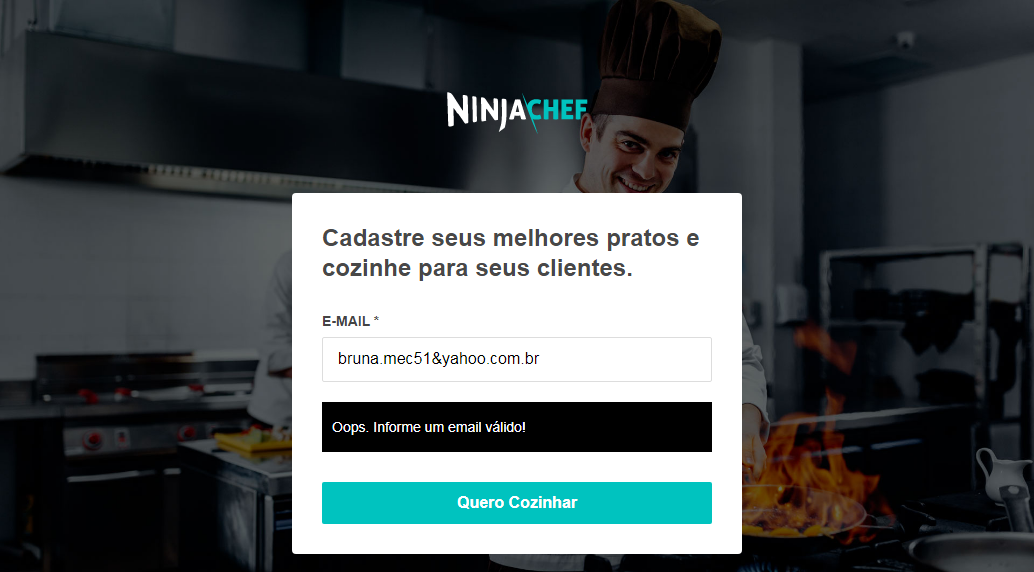 NINJACHEF
Cadastre seus melhores pratos e
cozinhe para seus clientes.
E-MAIL *
bruna.mec51&yahoo.com.br
Oops. Informe um email válido!
Quero Cozinhar